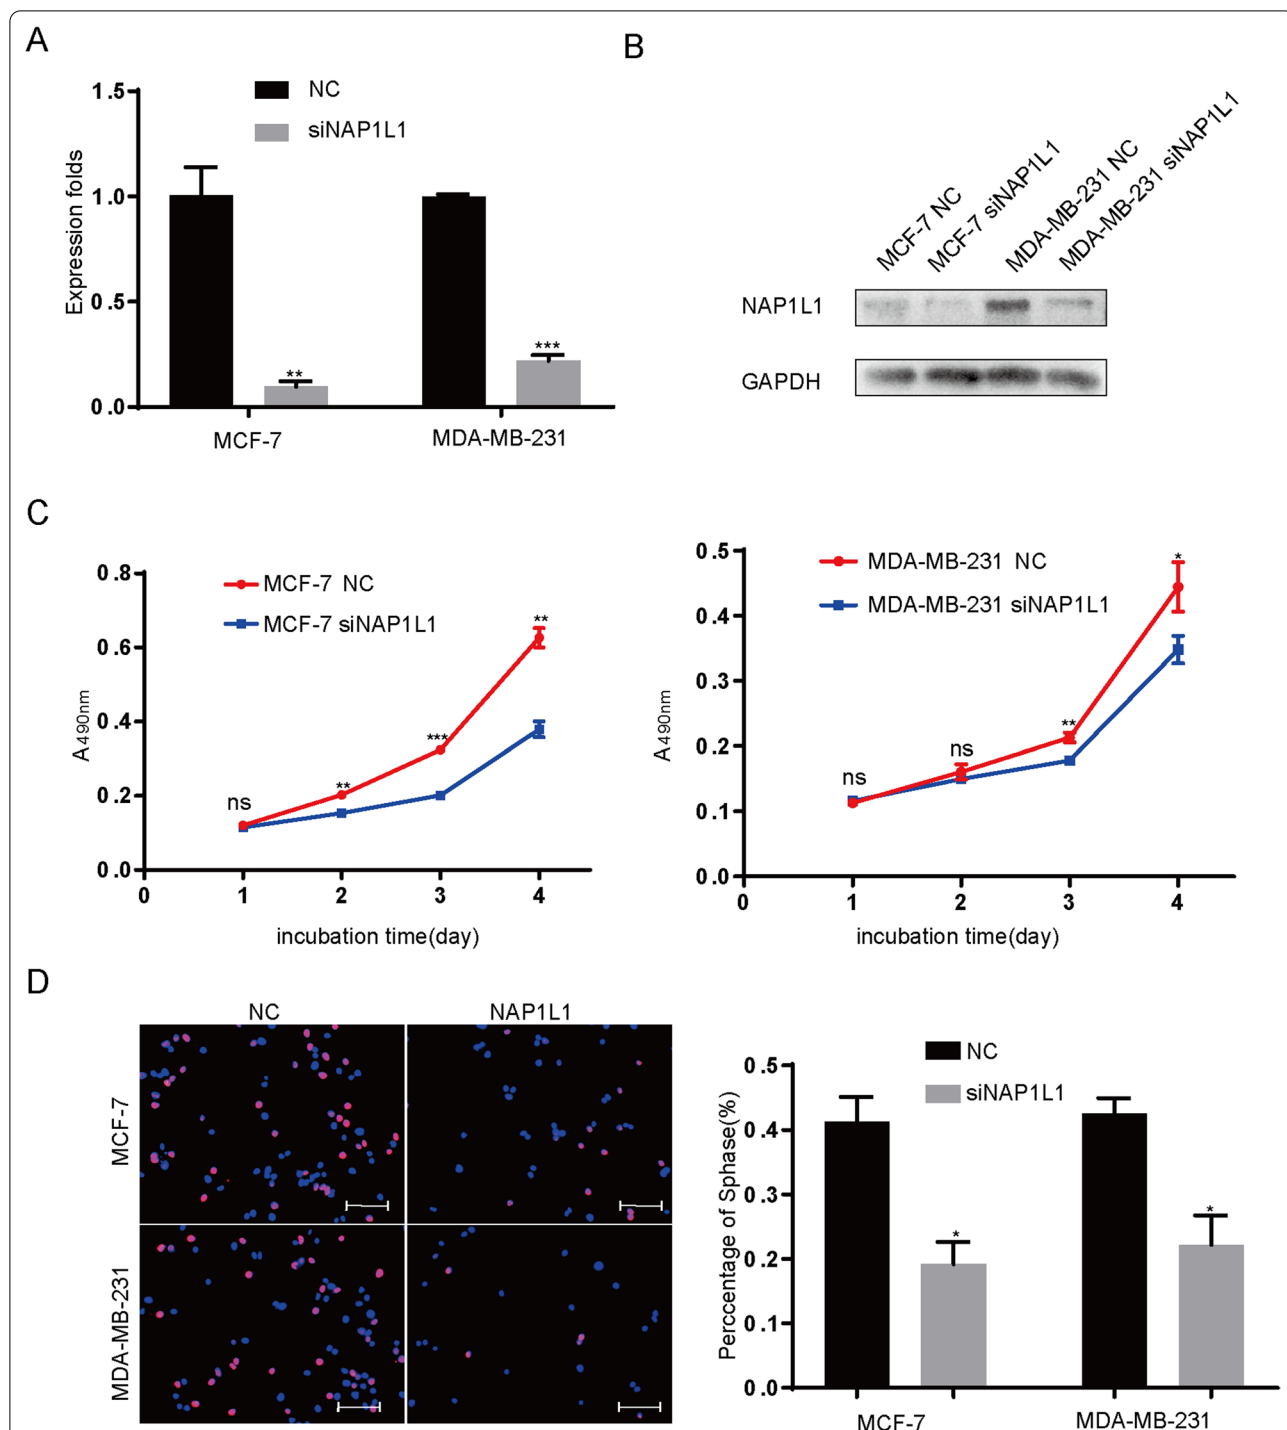 A
1.5
1.0
0.5
0.0
Expression folds
NC
siNAP1L1
**
***
MCF-7
MDA-MB-231
B
MCF-7 NC
MCF-7 siNAP1L1
MDA-MB-231 NC
MDA-MB-231 siNAP1L1
NAP1L1
GAPDH
C
0.8
0.6
0.4
0.2
0.0
A490nm
MCF-7 NC
MCF-7 siNAP1L1
ns
**
***
**
0 1 2 3 4
incubation time(day)
0.5
0.4
0.3
0.2
0.1
0.0
A490nm
MDA-MB-231 NC
MDA-MB-231 siNAP1L1
ns
ns
**
*
0 1 2 3 4
incubation time(day)
D
NC
NAP1L1
MCF-7
MDA-MB-231
0.5
0.4
0.3
0.2
0.1
0.0
Perccentage of Sphase(%)
NC
siNAP1L1
*
*
MCF-7
MDA-MB-231